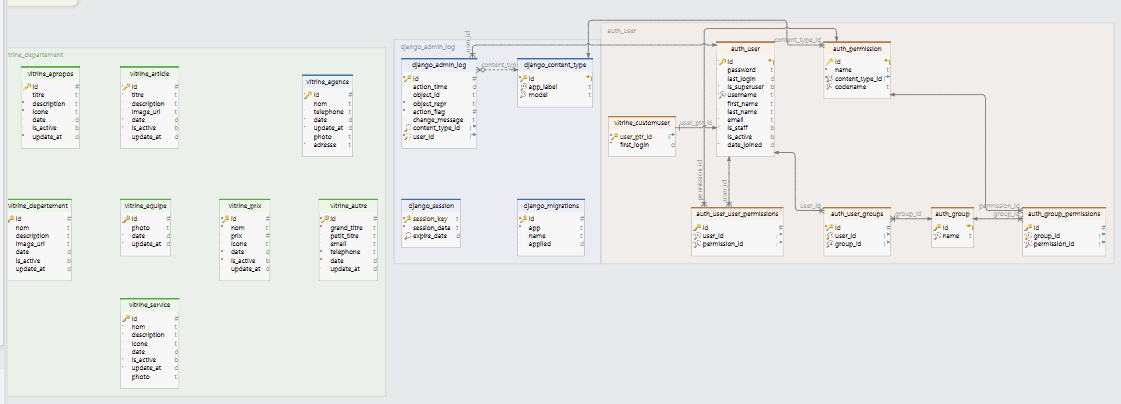 vitrine_departement
vitrine_apropos
id #
titre t
description t
icone t
date d
is_active b
update_at d
vitrine_article
id #
titre t
description t
image_url t
date d
is_active b
update_at d
vitrine_agence
id #
nom t
telephone t
date d
update_at d
photo t
adresse t
vitrine_departement
id #
nom t
description t
image_url t
date d
is_active b
update_at d
vitrine_equipe
id #
photo t
date d
update_at d
vitrine_prix
id #
nom t
prix #
icone t
date d
is_active b
update_at d
vitrine_autre
id #
grand_titre t
petit_titre t
email t
telephone t
date d
update_at d
vitrine_service
id #
nom t
description t
icone t
date d
is_active b
update_at d
photo t
django_admin_log
django_admin_log
id #
action_time d
object_id t
object_repr t
action_flag #
change_message t
content_type_id
user_id
user_id
content_type_
django_content_type
id
app_label t
model t
django_session
session_key t
session_data t
expire_date d
django_migrations
id #
app t
name t
applied d
auth_user
auth_user
id
password t
last_login d
is_superuser b
username t
first_name t
last_name t
email t
is_staff b
is_active b
date_joined d
content_type_id
auth_permission
id
name t
content_type_id
codename t
vitrine_customuser
user_ptr_id
first_login b
user_ptr_id
permission_id
user_id
auth_user_user_permissions
id #
user_id
permission_id
user_id
auth_user_groups
id #
user_id
group_id
group_id
auth_group
id
name t
permission_id
group_id
auth_group_permissions
id #
group_id
permission_id